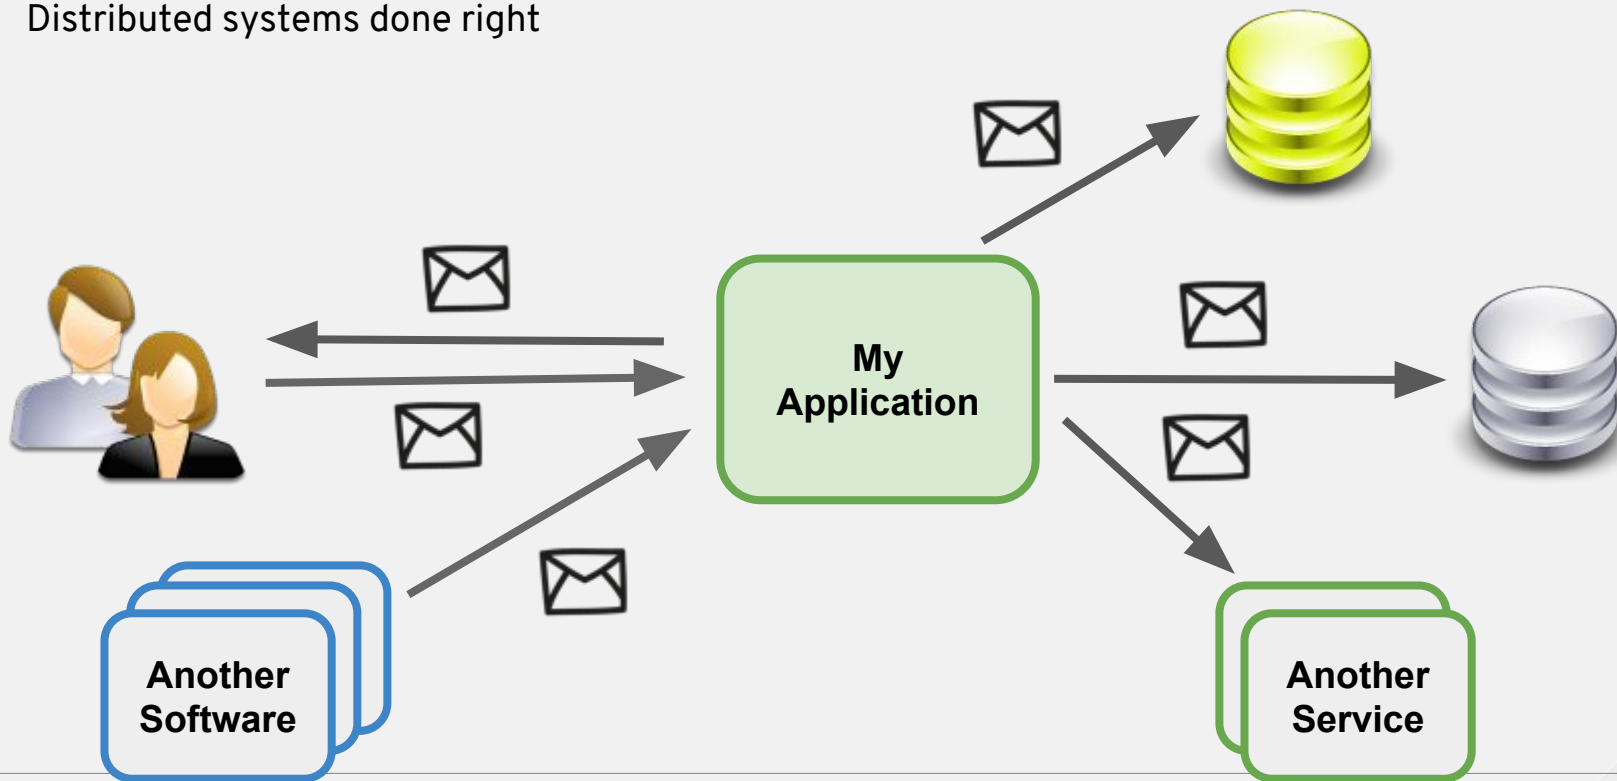 Distributed systems done right
My
Application
Another
Software
Another
Service